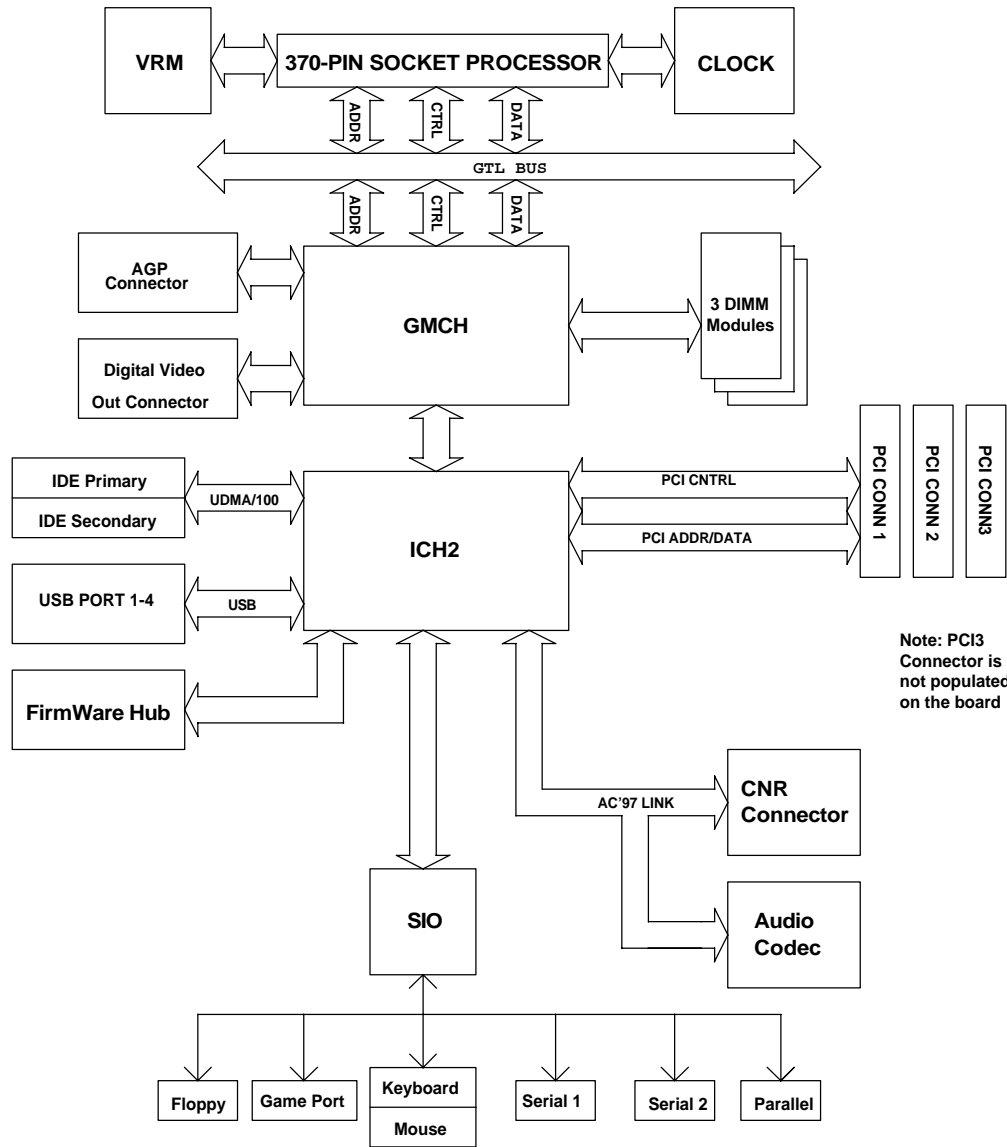 VRM
370-PIN SOCKET PROCESSOR
CLOCK
ADDR
CTRL
DATA
GTL BUS
ADDR
CTRL
DATA
AGP
Connector
GMCH
3 DIMM
Modules
Digital Video
Out Connector
IDE Primary
IDE Secondary
UDMA/100
ICH2
PCI CNTRL
PCI ADDR/DATA
PCI CONN 1
PCI CONN 2
PCI CONN3
USB PORT 1-4
USB
Note: PCI3
Connector is
not populated
on the board
FirmWare Hub
AC'97 LINK
CNR
Connector
SIO
Audio
Codec
Floppy
Game Port
Keyboard
Mouse
Serial 1
Serial 2
Parallel